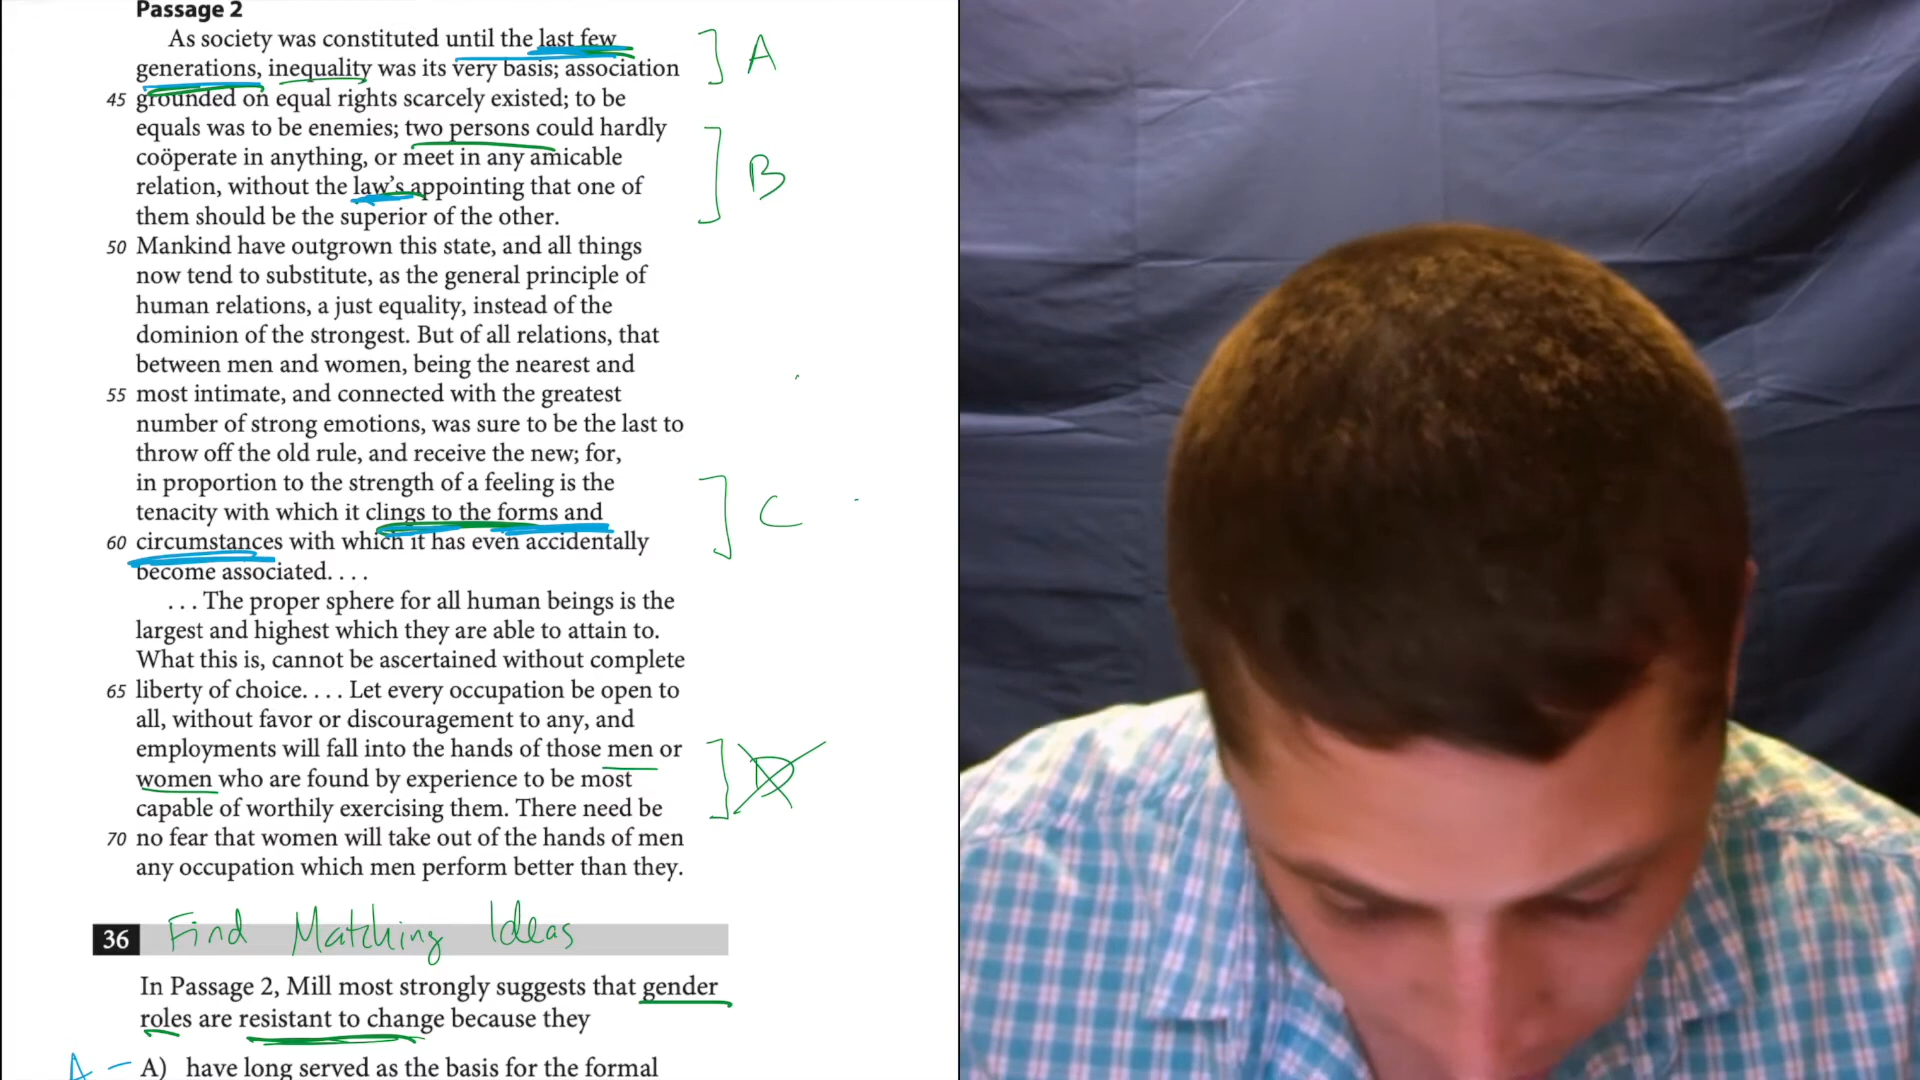 Passage 2
As society was constituted until the last few
generations, inequality was its very basis; association
45 grounded on equal rights scarcely existed; to be
equals was to be enemies; two persons could hardly
coöperate in anything, or meet in any amicable
relation, without the law's appointing that one of
them should be the superior of the other.
50 Mankind have outgrown this state, and all things
now tend to substitute, as the general principle of
human relations, a just equality, instead of the
dominion of the strongest. But of all relations, that
between men and women, being the nearest and
55 most intimate, and connected with the greatest
number of strong emotions, was sure to be the last to
throw off the old rule, and receive the new; for,
in proportion to the strength of a feeling is the
tenacity with which it clings to the forms and
60 circumstances with which it has even accidentally
become associated. . . .
. . . The proper sphere for all human beings is the
largest and highest which they are able to attain to.
What this is, cannot be ascertained without complete
65 liberty of choice. . . . Let every occupation be open to
all, without favor or discouragement to any, and
employments will fall into the hands of those men or
women who are found by experience to be most
capable of worthily exercising them. There need be
70 no fear that women will take out of the hands of men
any occupation which men perform better than they.
A
B
C
D
36 Find Matching Ideas
In Passage 2, Mill most strongly suggests that gender
roles are resistant to change because they
A – A) have long served as the basis for the formal